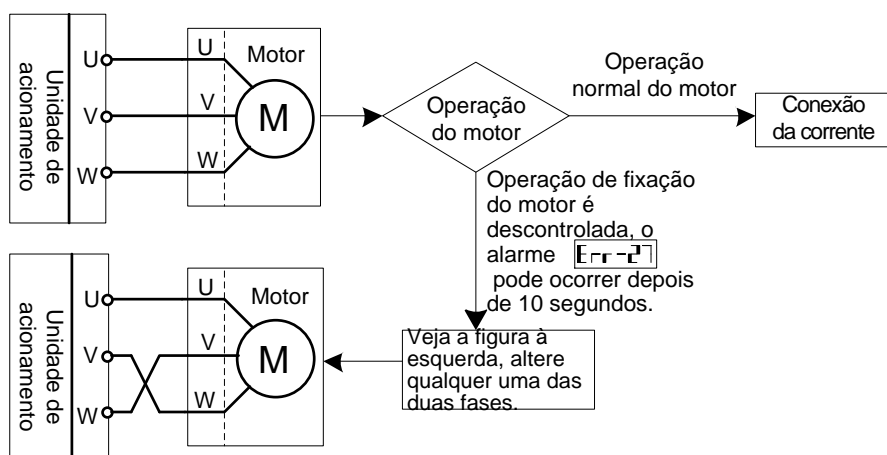 Unidade de
acionamento
U
V
W
U
V
W
Motor
M
Operação
do motor
Operação
normal do motor
Conexão
da corrente
Operação de fixação
do motor é
descontrolada, o
alarme Err-27
pode ocorrer depois
de 10 segundos.
Veja a figura à
esquerda, altere
qualquer uma das
duas fases.
Unidade de
acionamento
U
V
W
U
V
W
Motor
M